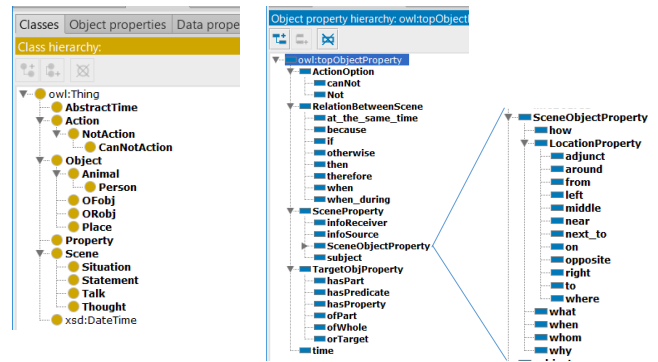 Classes
Object properties
Data prope
Class hierarchy:
owl:Thing
AbstractTime
Action
NotAction
CanNotAction
Object
Animal
Person
OFobj
ORobj
Place
Property
Scene
Situation
Statement
Talk
Thought
xsd:DateTime
Object property hierarchy: owl:topObject
owl:topObjectProperty
ActionOption
canNot
Not
RelationBetweenScene
at_the_same_time
because
if
otherwise
then
therefore
when
when_during
SceneProperty
infoReceiver
infoSource
SceneObjectProperty
subject
TargetObjProperty
hasPart
hasPredicate
hasProperty
ofPart
ofWhole
orTarget
time
SceneObjectProperty
how
LocationProperty
adjunct
around
from
left
middle
near
next_to
on
opposite
right
to
where
what
when
whom
why